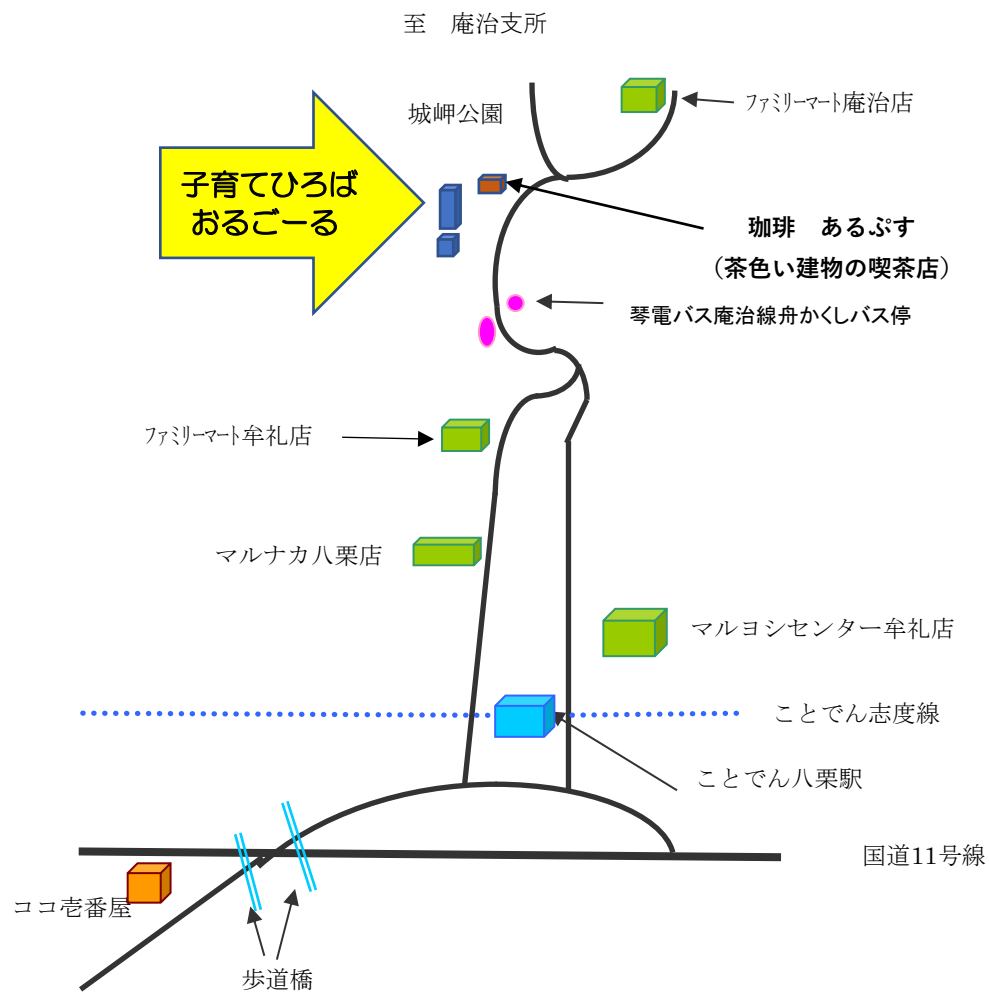 至　庵治支所
城岬公園
ファミリーマート庵治店
子育てひろば
おるごーる
珈琲　あるぷす
（茶色い建物の喫茶店）
琴電バス庵治線舟かくしバス停
ファミリーマート牟礼店
マルナカ八栗店
マルヨシセンター牟礼店
ことでん志度線
ことでん八栗駅
国道11号線
ココ壱番屋
歩道橋